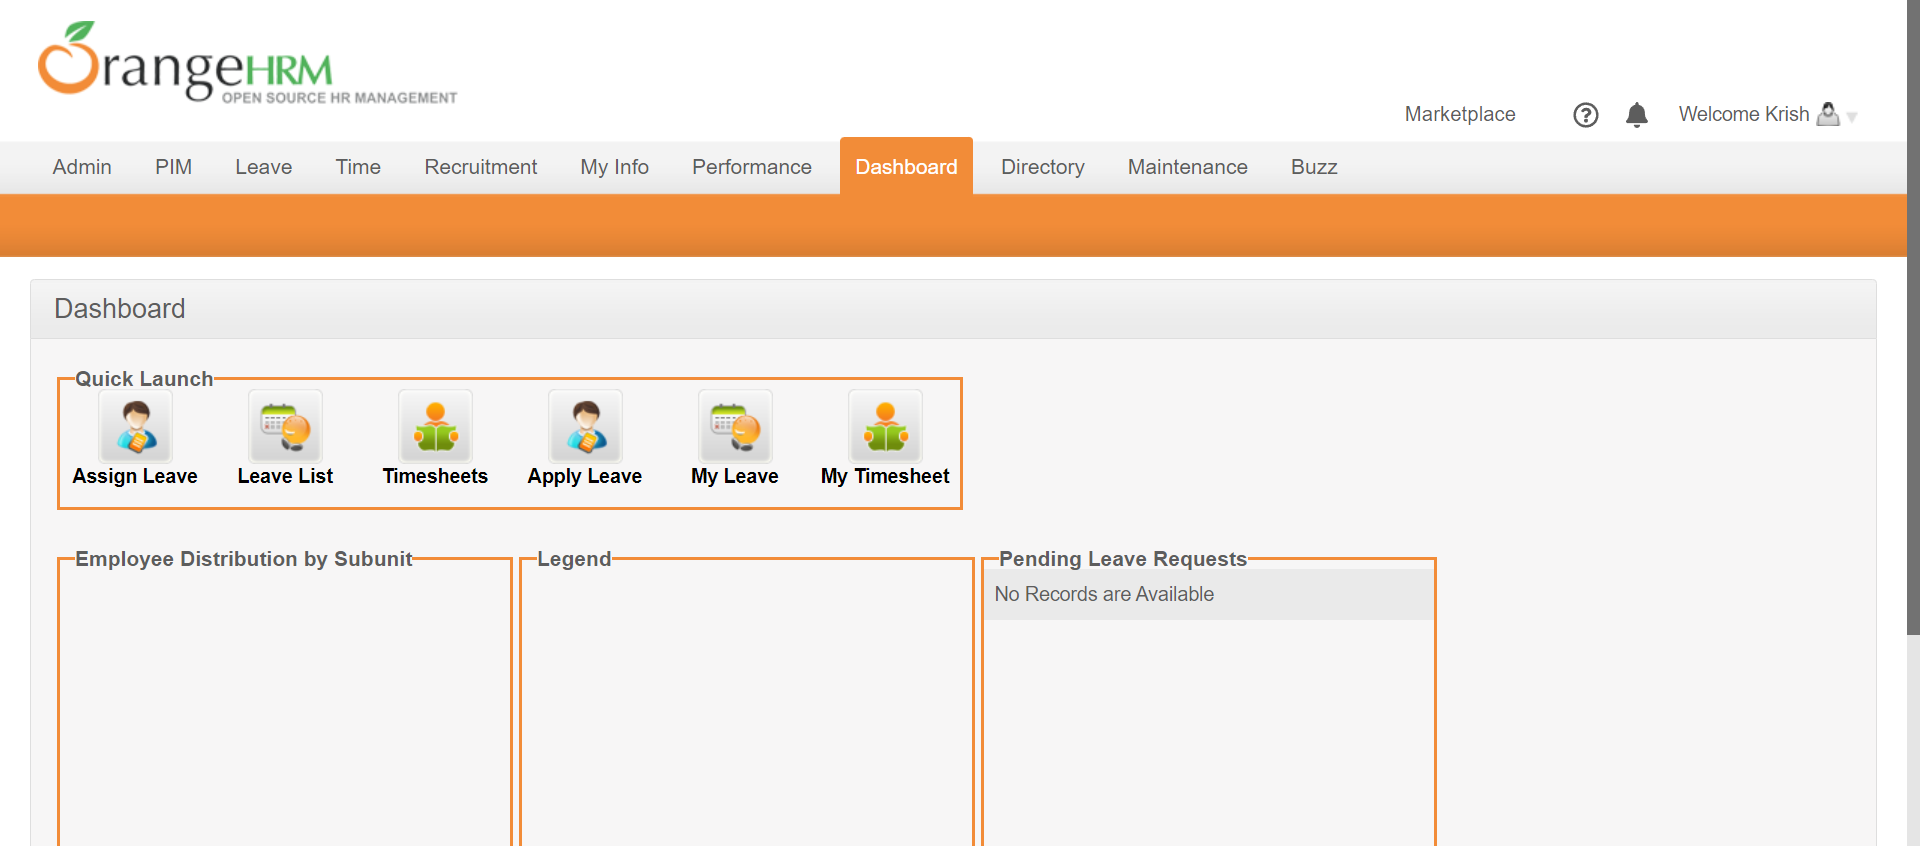 OrangeHRM
OPEN SOURCE HR MANAGEMENT
Marketplace
Welcome Krish
Admin PIM Leave Time Recruitment My Info Performance Dashboard Directory Maintenance Buzz
Dashboard
Quick Launch
Assign Leave Leave List Timesheets Apply Leave My Leave My Timesheet
Employee Distribution by Subunit Legend Pending Leave Requests
No Records are Available